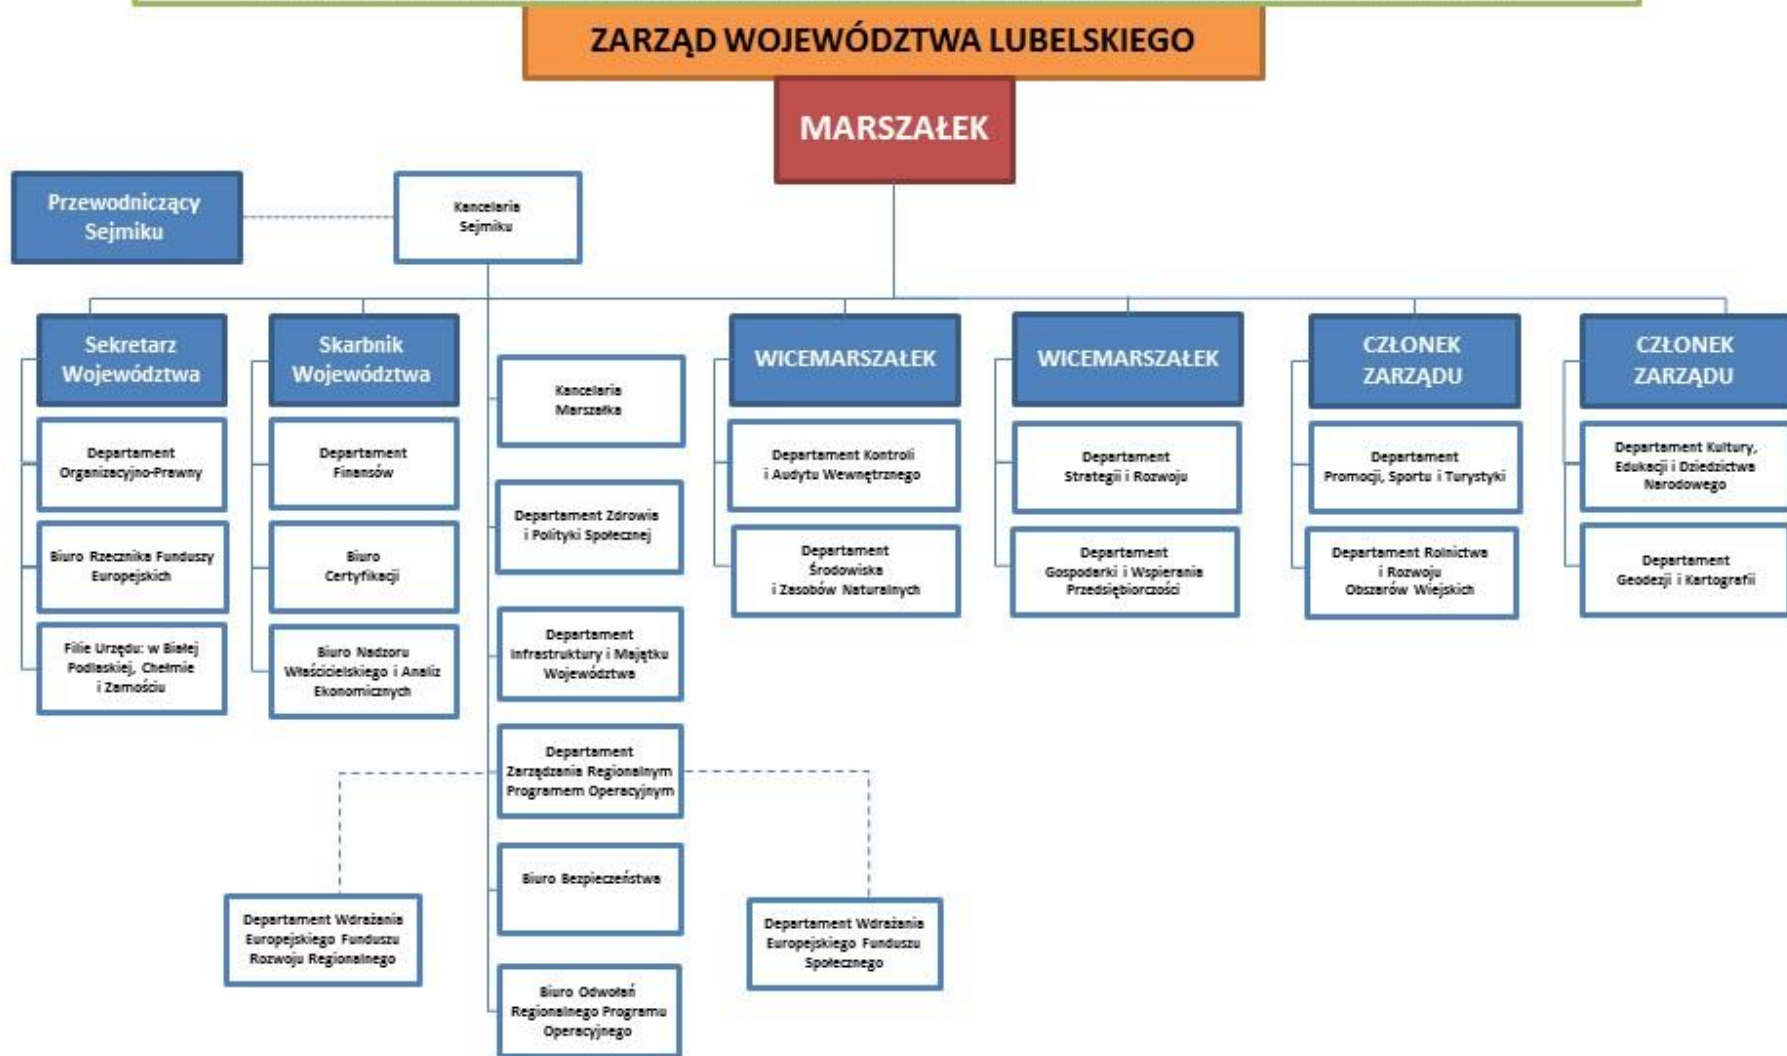 ZARZĄD WOJEWÓDZTWA LUBELSKIEGO
MARSZAŁEK
Przewodniczący
Sejmiku
Kancelaria
Sejmiku
Sekretarz
Województwa
Departament
Organizacyjno-Prawny
Biuro Rzecznika Funduszy
Europejskich
Filie Urzędu: w Białej
Podlaskiej, Chełmie
i Zamościu
Skarbnik
Województwa
Departament
Finansów
Biuro
Certyfikacji
Biuro Nadzoru
Właścicielskiego i Analiz
Ekonomicznych
Kancelaria
Marszałka
Departament Zdrowia
i Polityki Społecznej
Departament
Infrastruktury i Majątku
Województwa
Departament
Zarządzania Regionalnym
Programem Operacyjnym
Biuro Bezpieczeństwa
Biuro Odwołań
Regionalnego Programu
Operacyjnego
Departament Wdrażania
Europejskiego Funduszu
Rozwoju Regionalnego
Departament Wdrażania
Europejskiego Funduszu
Społecznego
WICEMARSZAŁEK
Departament Kontroli
i Audytu Wewnętrznego
Departament
Środowiska
i Zasobów Naturalnych
WICEMARSZAŁEK
Departament
Strategii i Rozwoju
Departament
Gospodarki i Wspierania
Przedsiębiorczości
CZŁONEK
ZARZĄDU
Departament
Promocji, Sportu i Turystyki
Departament Rolnictwa
i Rozwoju
Obszarów Wiejskich
CZŁONEK
ZARZĄDU
Departament Kultury,
Edukacji i Dziedzictwa
Narodowego
Departament
Geodezji i Kartografii